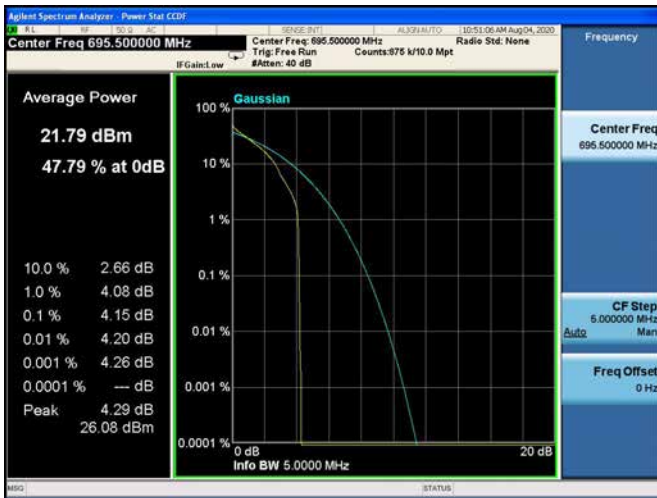 Agilent Spectrum Analyzer - Power Stat CCDF
RL RF 50 Ω AC SENSE:INT ALIGN AUTO 10:51:06 AM Aug 04, 2020
Center Freq 695.500000 MHz
Center Freq: 695.500000 MHz Radio Std: None
Trig: Free Run Counts:875 k/10.0 Mpt
IFGain:Low #Atten: 40 dB
Frequency
Average Power
21.79 dBm
47.79 % at 0dB
10.0 % 2.66 dB
1.0 % 4.08 dB
0.1 % 4.15 dB
0.01 % 4.20 dB
0.001 % 4.26 dB
0.0001 % --- dB
Peak 4.29 dB
26.08 dBm
Gaussian
100 %
10 %
1 %
0.1 %
0.01 %
0.001 %
0.0001 %
0 dB 20 dB
Info BW 5.0000 MHz
Center Freq
695.500000 MHz
CF Step
5.000000 MHz
Auto Man
Freq Offset
0 Hz
MSG STATUS